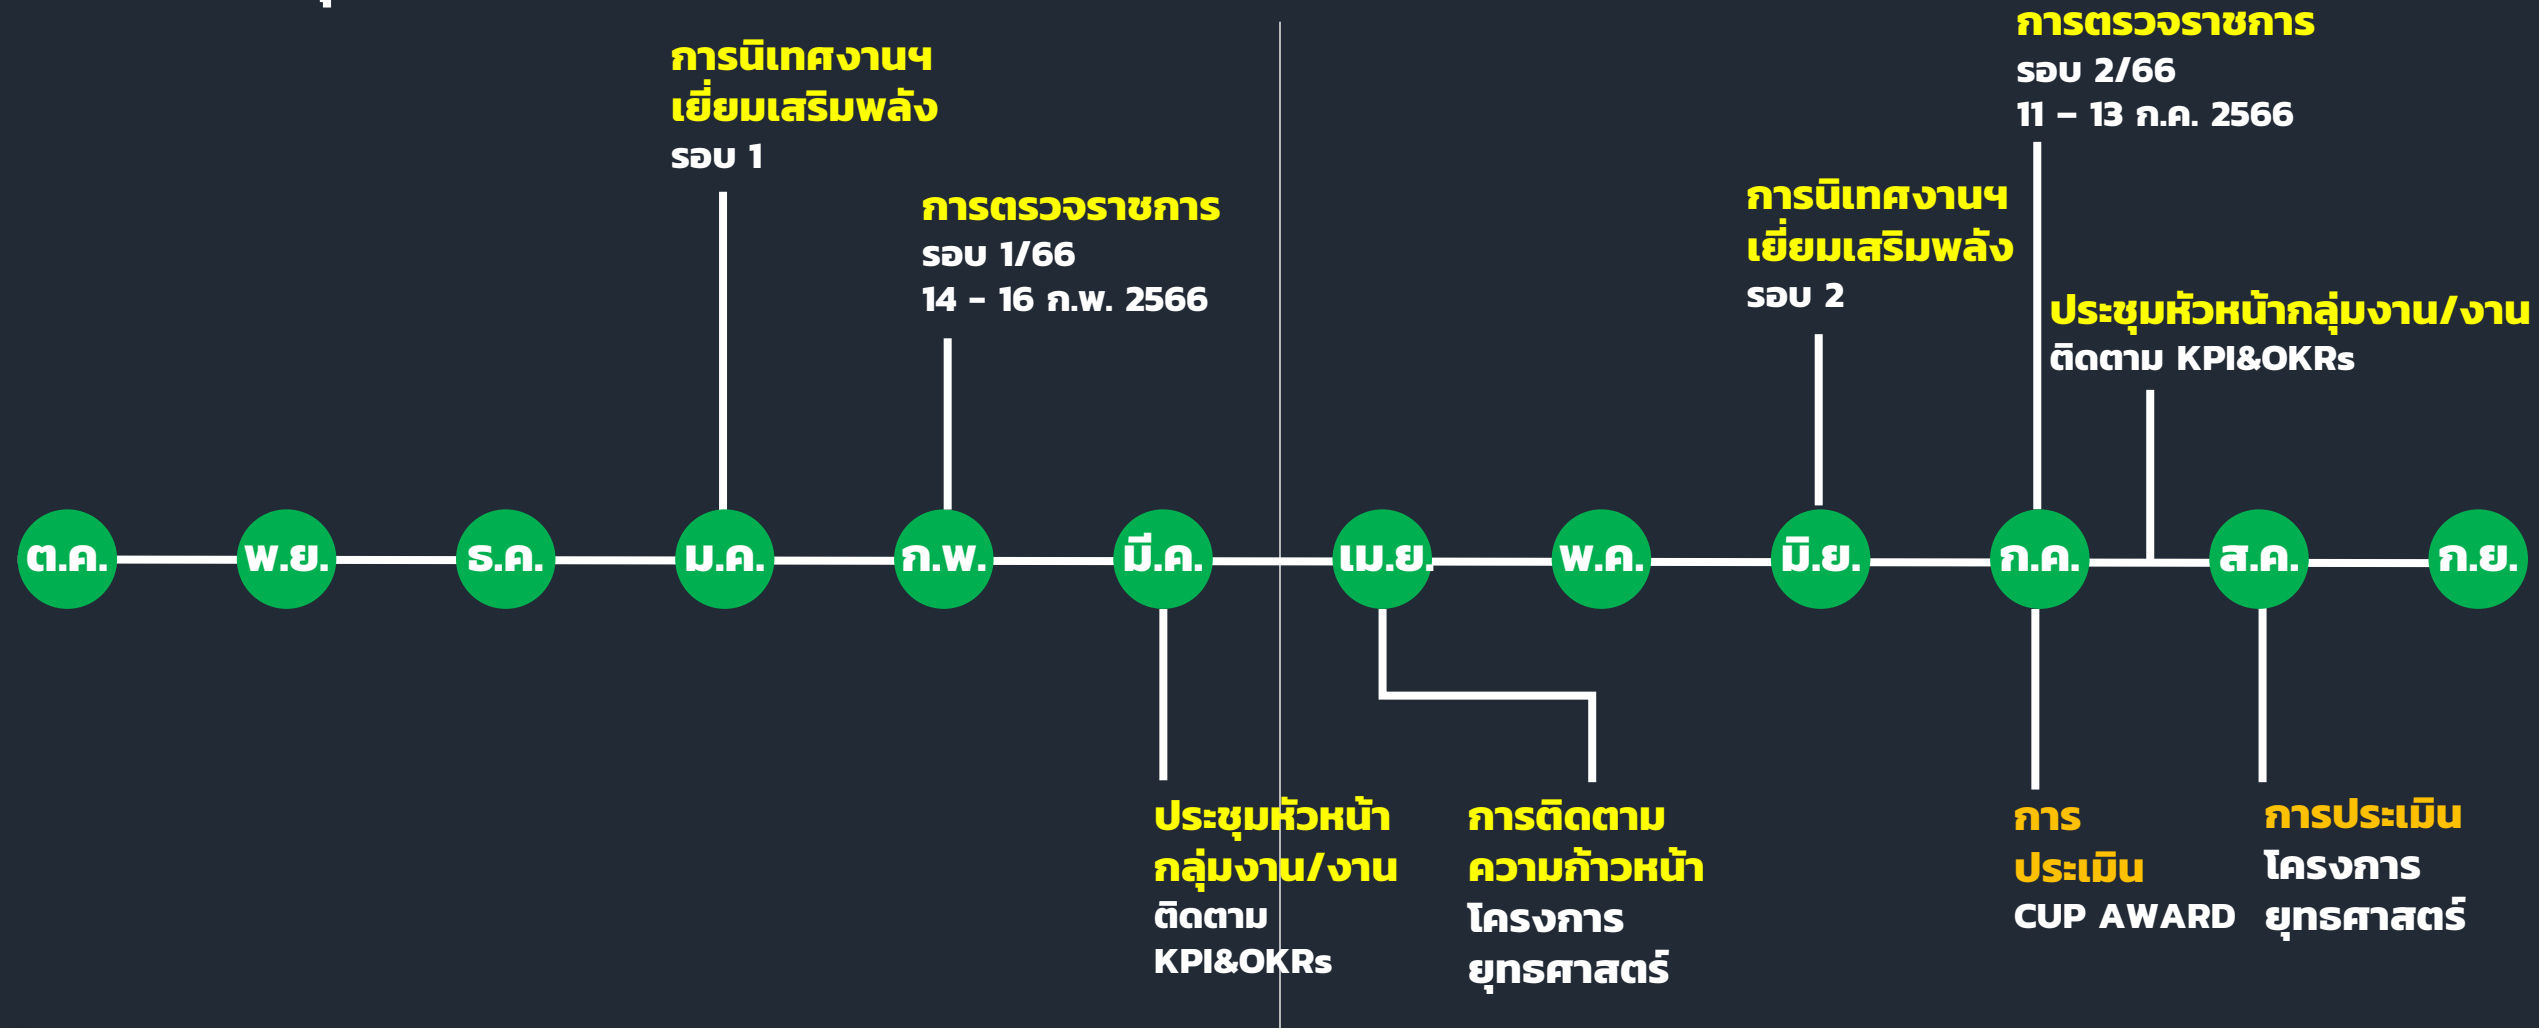 การตรวจราชการ
รอบ 2/66
11 – 13 ก.ค. 2566
การนิเทศงานฯ
เยี่ยมเสริมพลัง
รอบ 1
การตรวจราชการ
รอบ 1/66
14 – 16 ก.พ. 2566
การนิเทศงานฯ
เยี่ยมเสริมพลัง
รอบ 2
ประชุมหัวหน้ากลุ่มงาน/งาน
ติดตาม KPI&OKRs
ต.ค.
พ.ย.
ธ.ค.
ม.ค.
ก.พ.
มี.ค.
เม.ย.
พ.ค.
มิ.ย.
ก.ค.
ส.ค.
ก.ย.
ประชุมหัวหน้า
กลุ่มงาน/งาน
ติดตาม
KPI&OKRs
การติดตาม
ความก้าวหน้า
โครงการ
ยุทธศาสตร์
การ
ประเมิน
CUP AWARD
การประเมิน
โครงการ
ยุทธศาสตร์